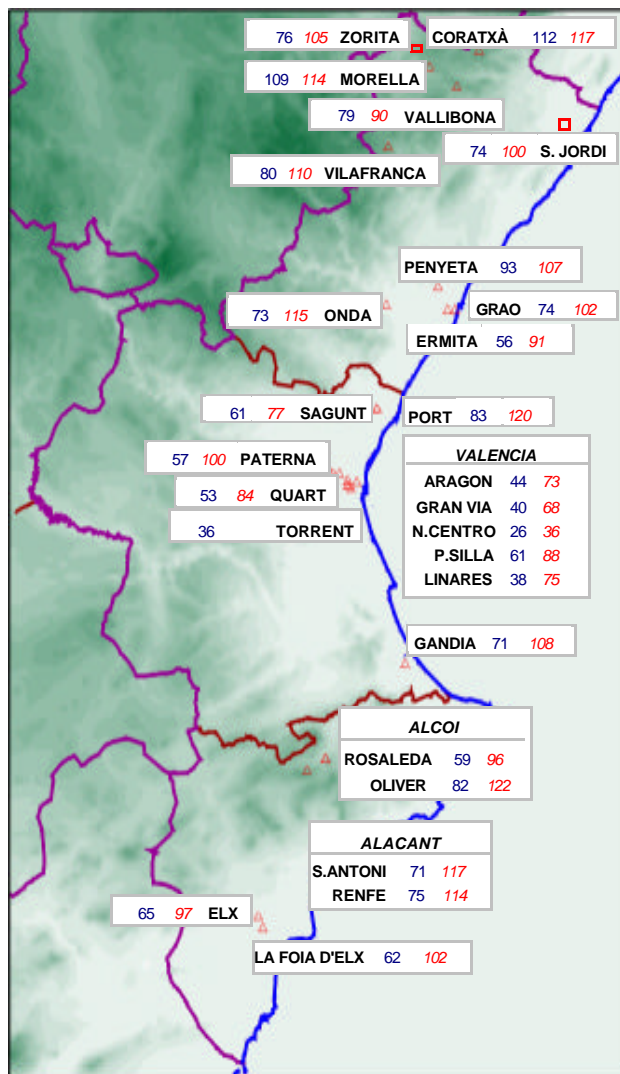 76 105 ZORITA
CORATXÀ 112 117
109 114 MORELLA
79 90 VALLIBONA
74 100 S. JORDI
80 110 VILAFRANCA
PENYETA 93 107
73 115 ONDA
GRAO 74 102
ERMITA 56 91
61 77 SAGUNT
PORT 83 120
57 100 PATERNA
53 84 QUART
36 TORRENT
VALENCIA
ARAGON 44 73
GRAN VIA 40 68
N.CENTRO 26 36
P.SILLA 61 88
LINARES 38 75
GANDIA 71 108
ALCOI
ROSALEDA 59 96
OLIVER 82 122
ALACANT
S.ANTONI 71 117
RENFE 75 114
65 97 ELX
LA FOIA D'ELX 62 102